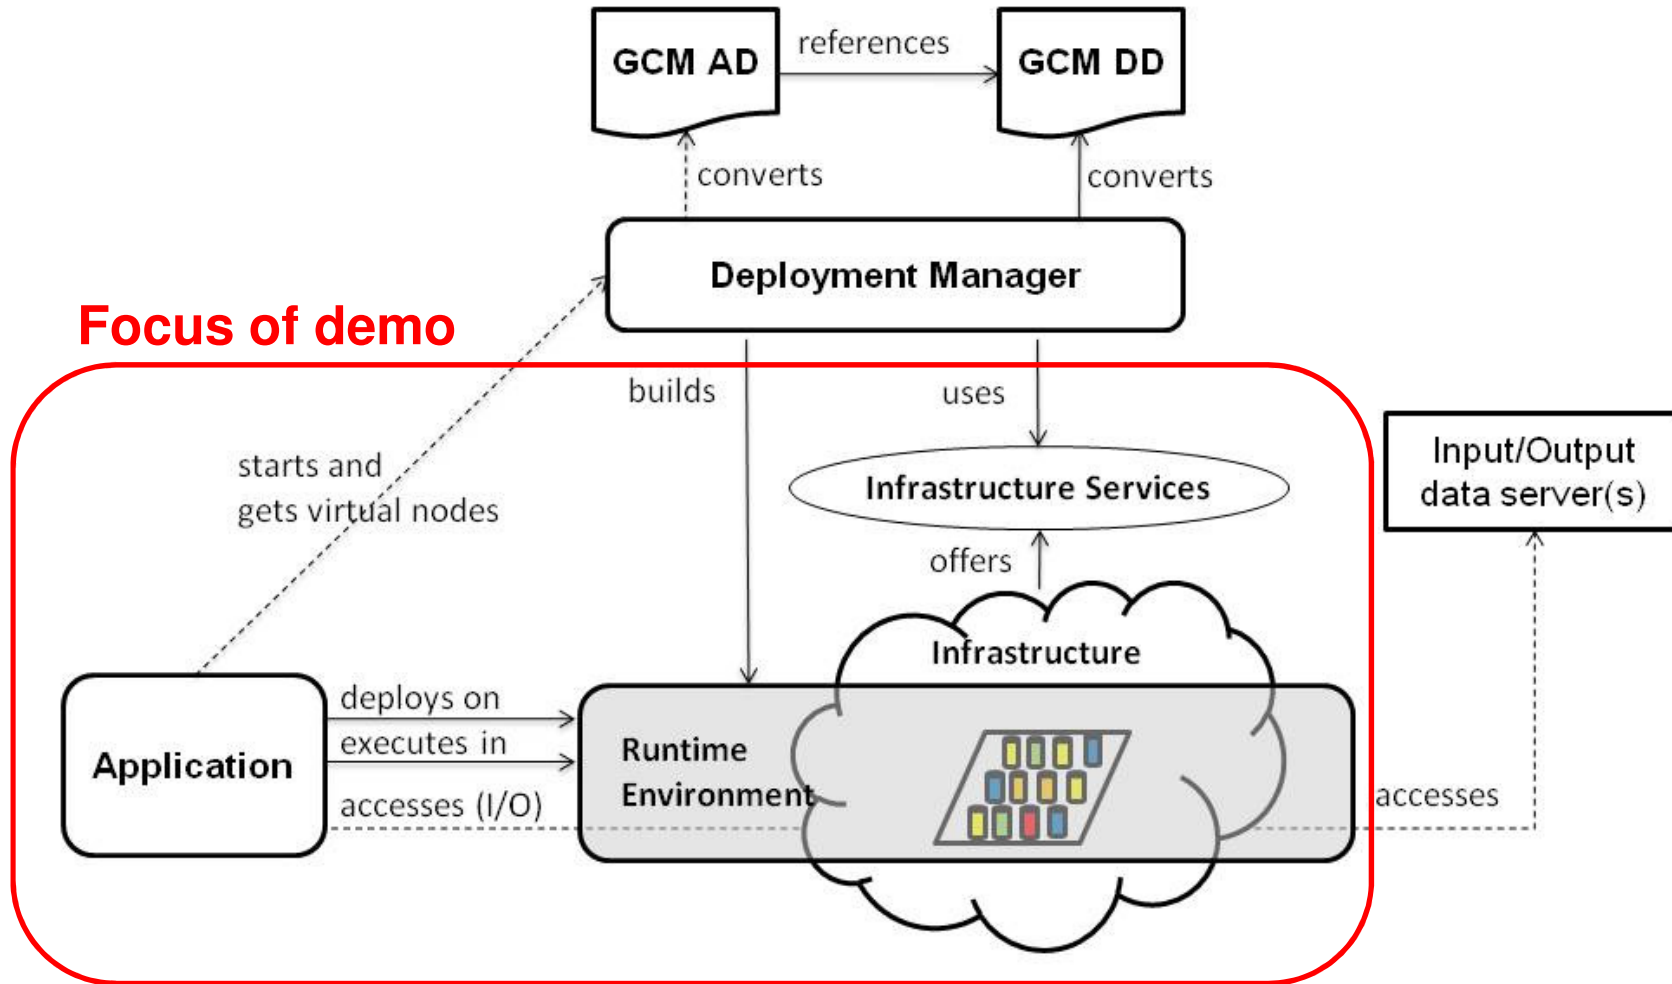 GCM AD
references
GCM DD
converts
converts
Deployment Manager
Focus of demo
builds
uses
starts and
gets virtual nodes
Infrastructure Services
Input/Output
data server(s)
offers
Infrastructure
Application
deploys on
executes in
accesses (I/O)
Runtime
Environment
accesses